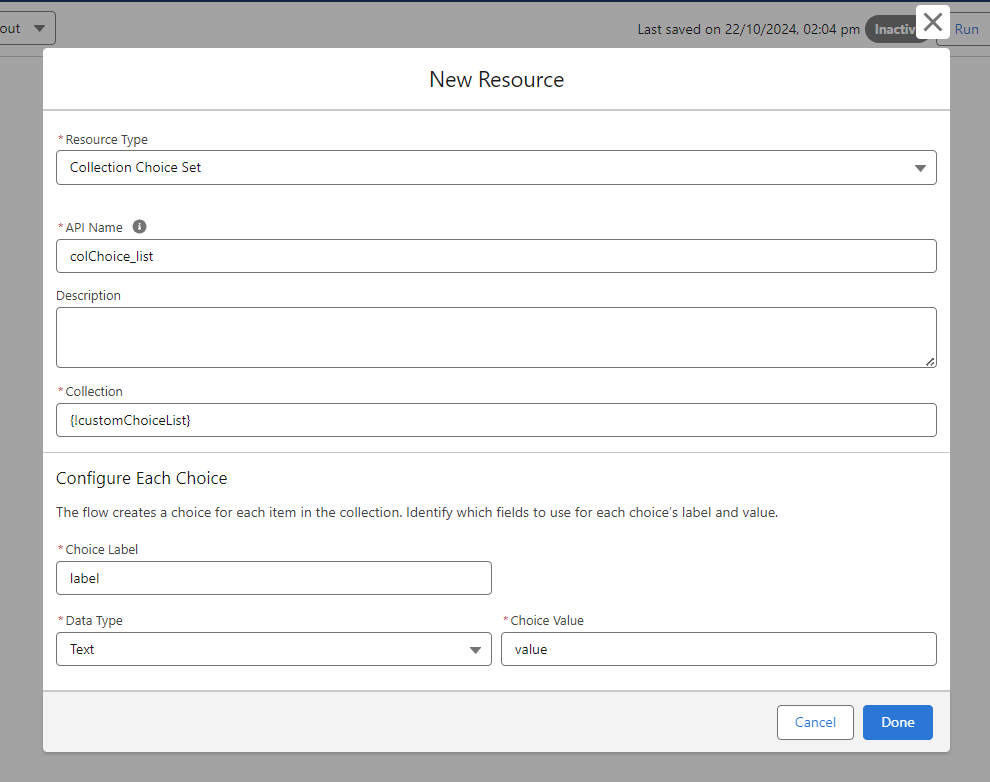 out
Last saved on 22/10/2024, 02:04 pm
Run
New Resource
*Resource Type
Collection Choice Set
*API Name
colChoice_list
Description
*Collection
{!customChoiceList}
Configure Each Choice
The flow creates a choice for each item in the collection. Identify which fields to use for each choice's label and value.
*Choice Label
label
*Data Type
*Choice Value
Text
value
Cancel
Done